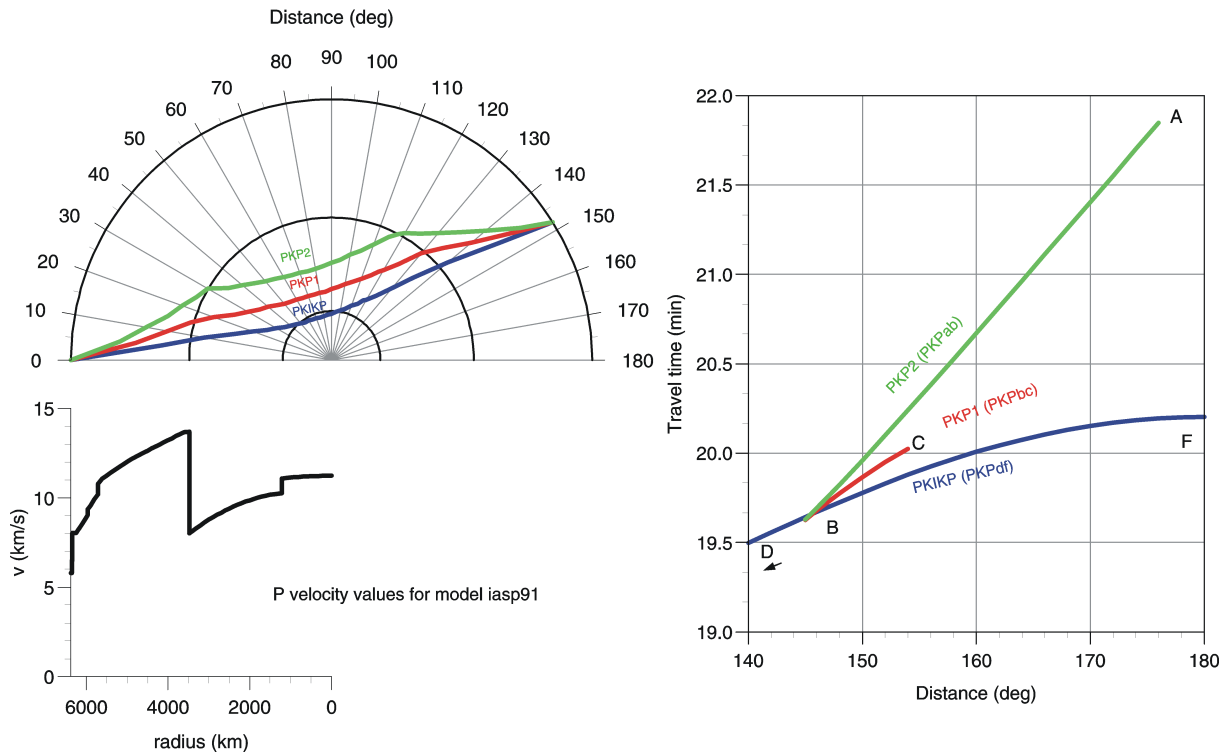 Distance (deg)
0
10
20
30
40
50
60
70
80
90
100
110
120
130
140
150
160
170
180
PKP2
PKP1
PKIKP
15
10
5
0
v (km/s)
6000 4000 2000 0
radius (km)
P velocity values for model iasp91
22.0
21.5
21.0
20.5
20.0
19.5
19.0
Travel time (min)
A
PKP2 (PKPab)
PKP1 (PKPbc)
C
F
PKIKP (PKPdf)
B
D
140 150 160 170 180
Distance (deg)